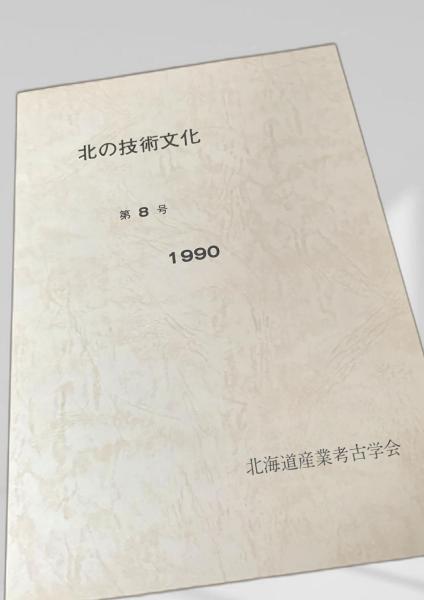 北の技術文化
第 8 号
1990
北海道産業考古学会